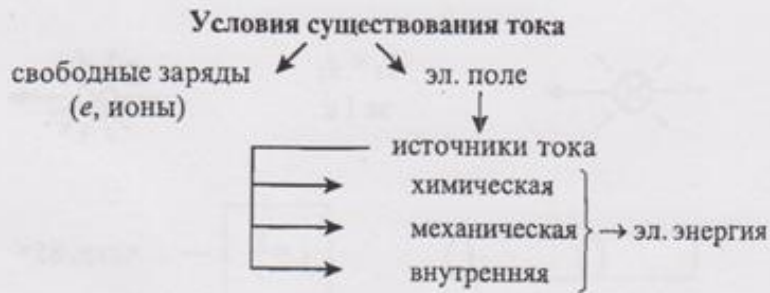 Условия существования тока
свободные заряды
(е, ионы)
эл. поле
источники тока
химическая
механическая → эл. энергия
внутренняя